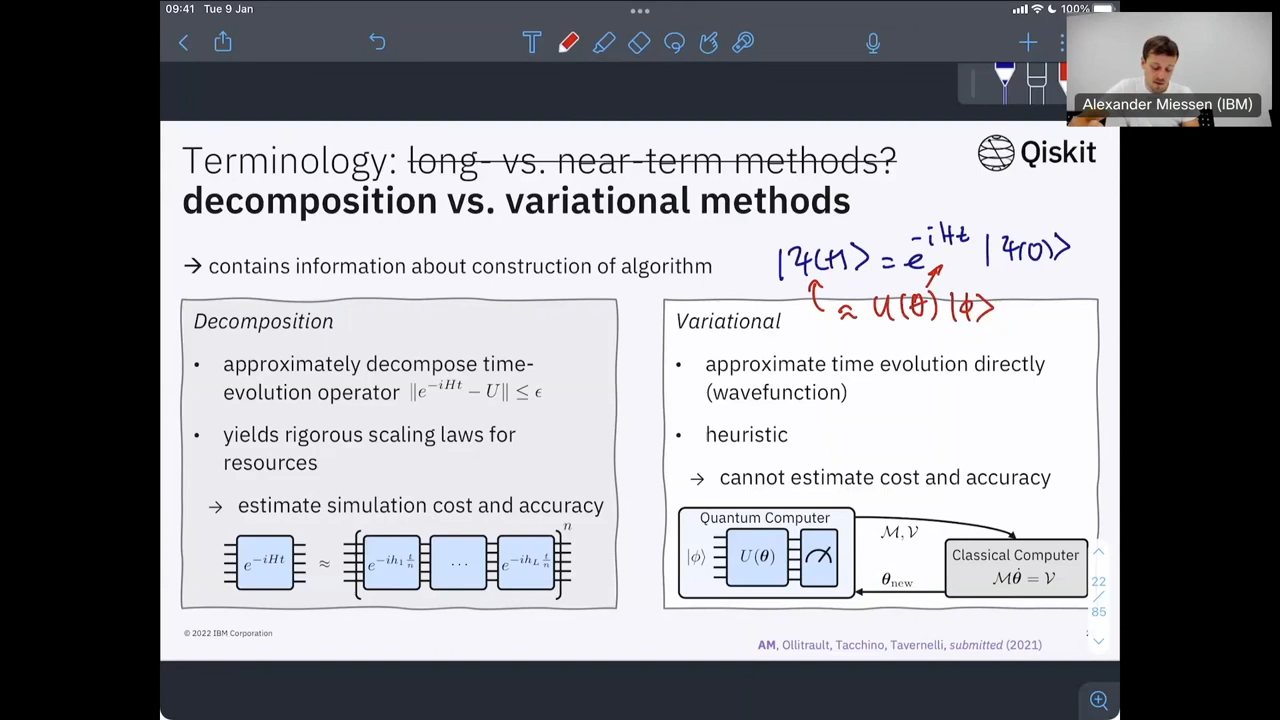 09:41 Tue 9 Jan
100%
Alexander Miessen (IBM)
Terminology: long- vs. near-term methods?
decomposition vs. variational methods
Qiskit
|Ψ(t)⟩ = e^{-iHt} |Ψ(0)⟩
≈ U(θ)|ϕ⟩
→ contains information about construction of algorithm
Decomposition
• approximately decompose time-
evolution operator ‖e^{-iHt} − U‖ ≤ ϵ
• yields rigorous scaling laws for
resources
→ estimate simulation cost and accuracy
e^{-iHt} ≈ [e^{-ih_1 t/n} ... e^{-ih_L t/n}]^n
Variational
• approximate time evolution directly
(wavefunction)
• heuristic
→ cannot estimate cost and accuracy
Quantum Computer
|ϕ⟩ U(θ)
M, V
θ_new
Classical Computer
Mθ̇ = V
22
/
85
© 2022 IBM Corporation
AM, Ollitrault, Tacchino, Tavernelli, submitted (2021)